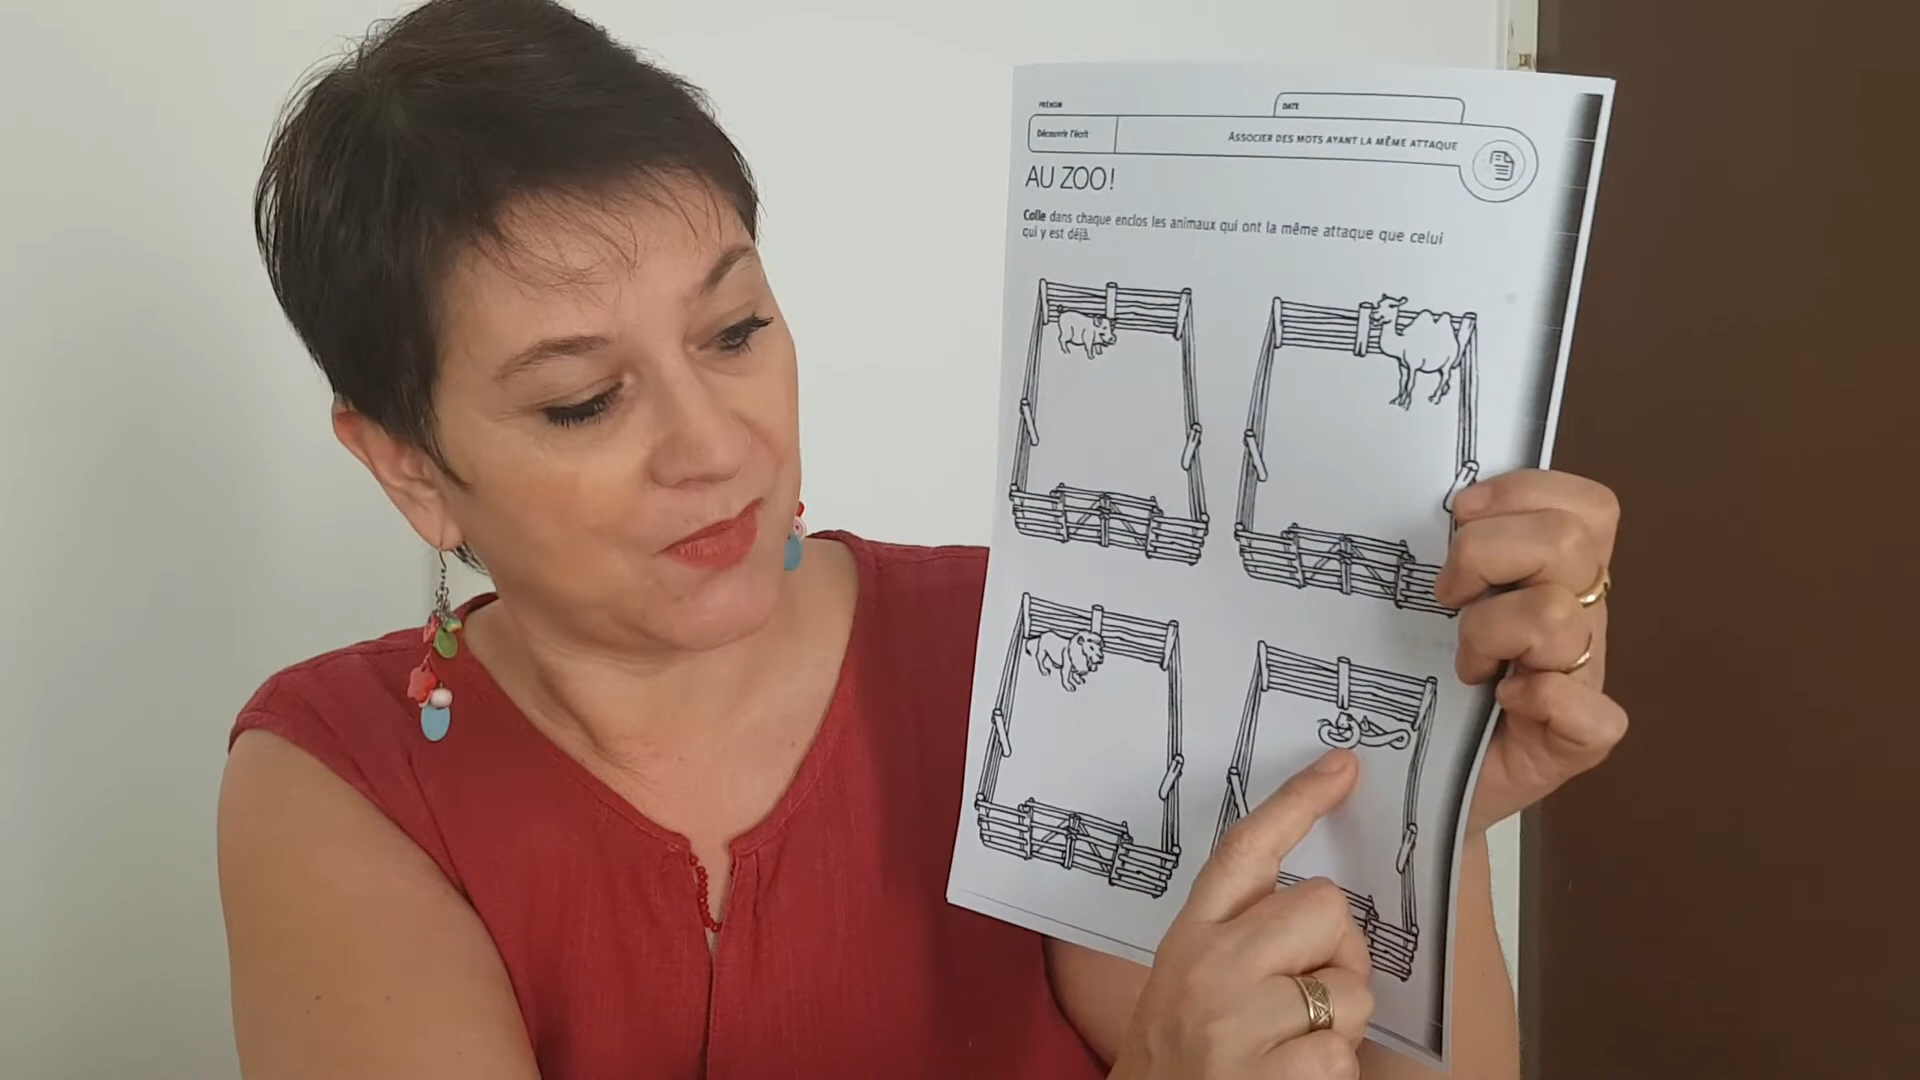 PRÉNOM
DATE
Découvrir l'écrit
ASSOCIER DES MOTS AYANT LA MÊME ATTAQUE
AU ZOO !
Colle dans chaque enclos les animaux qui ont la même attaque que celui
qui y est déjà.